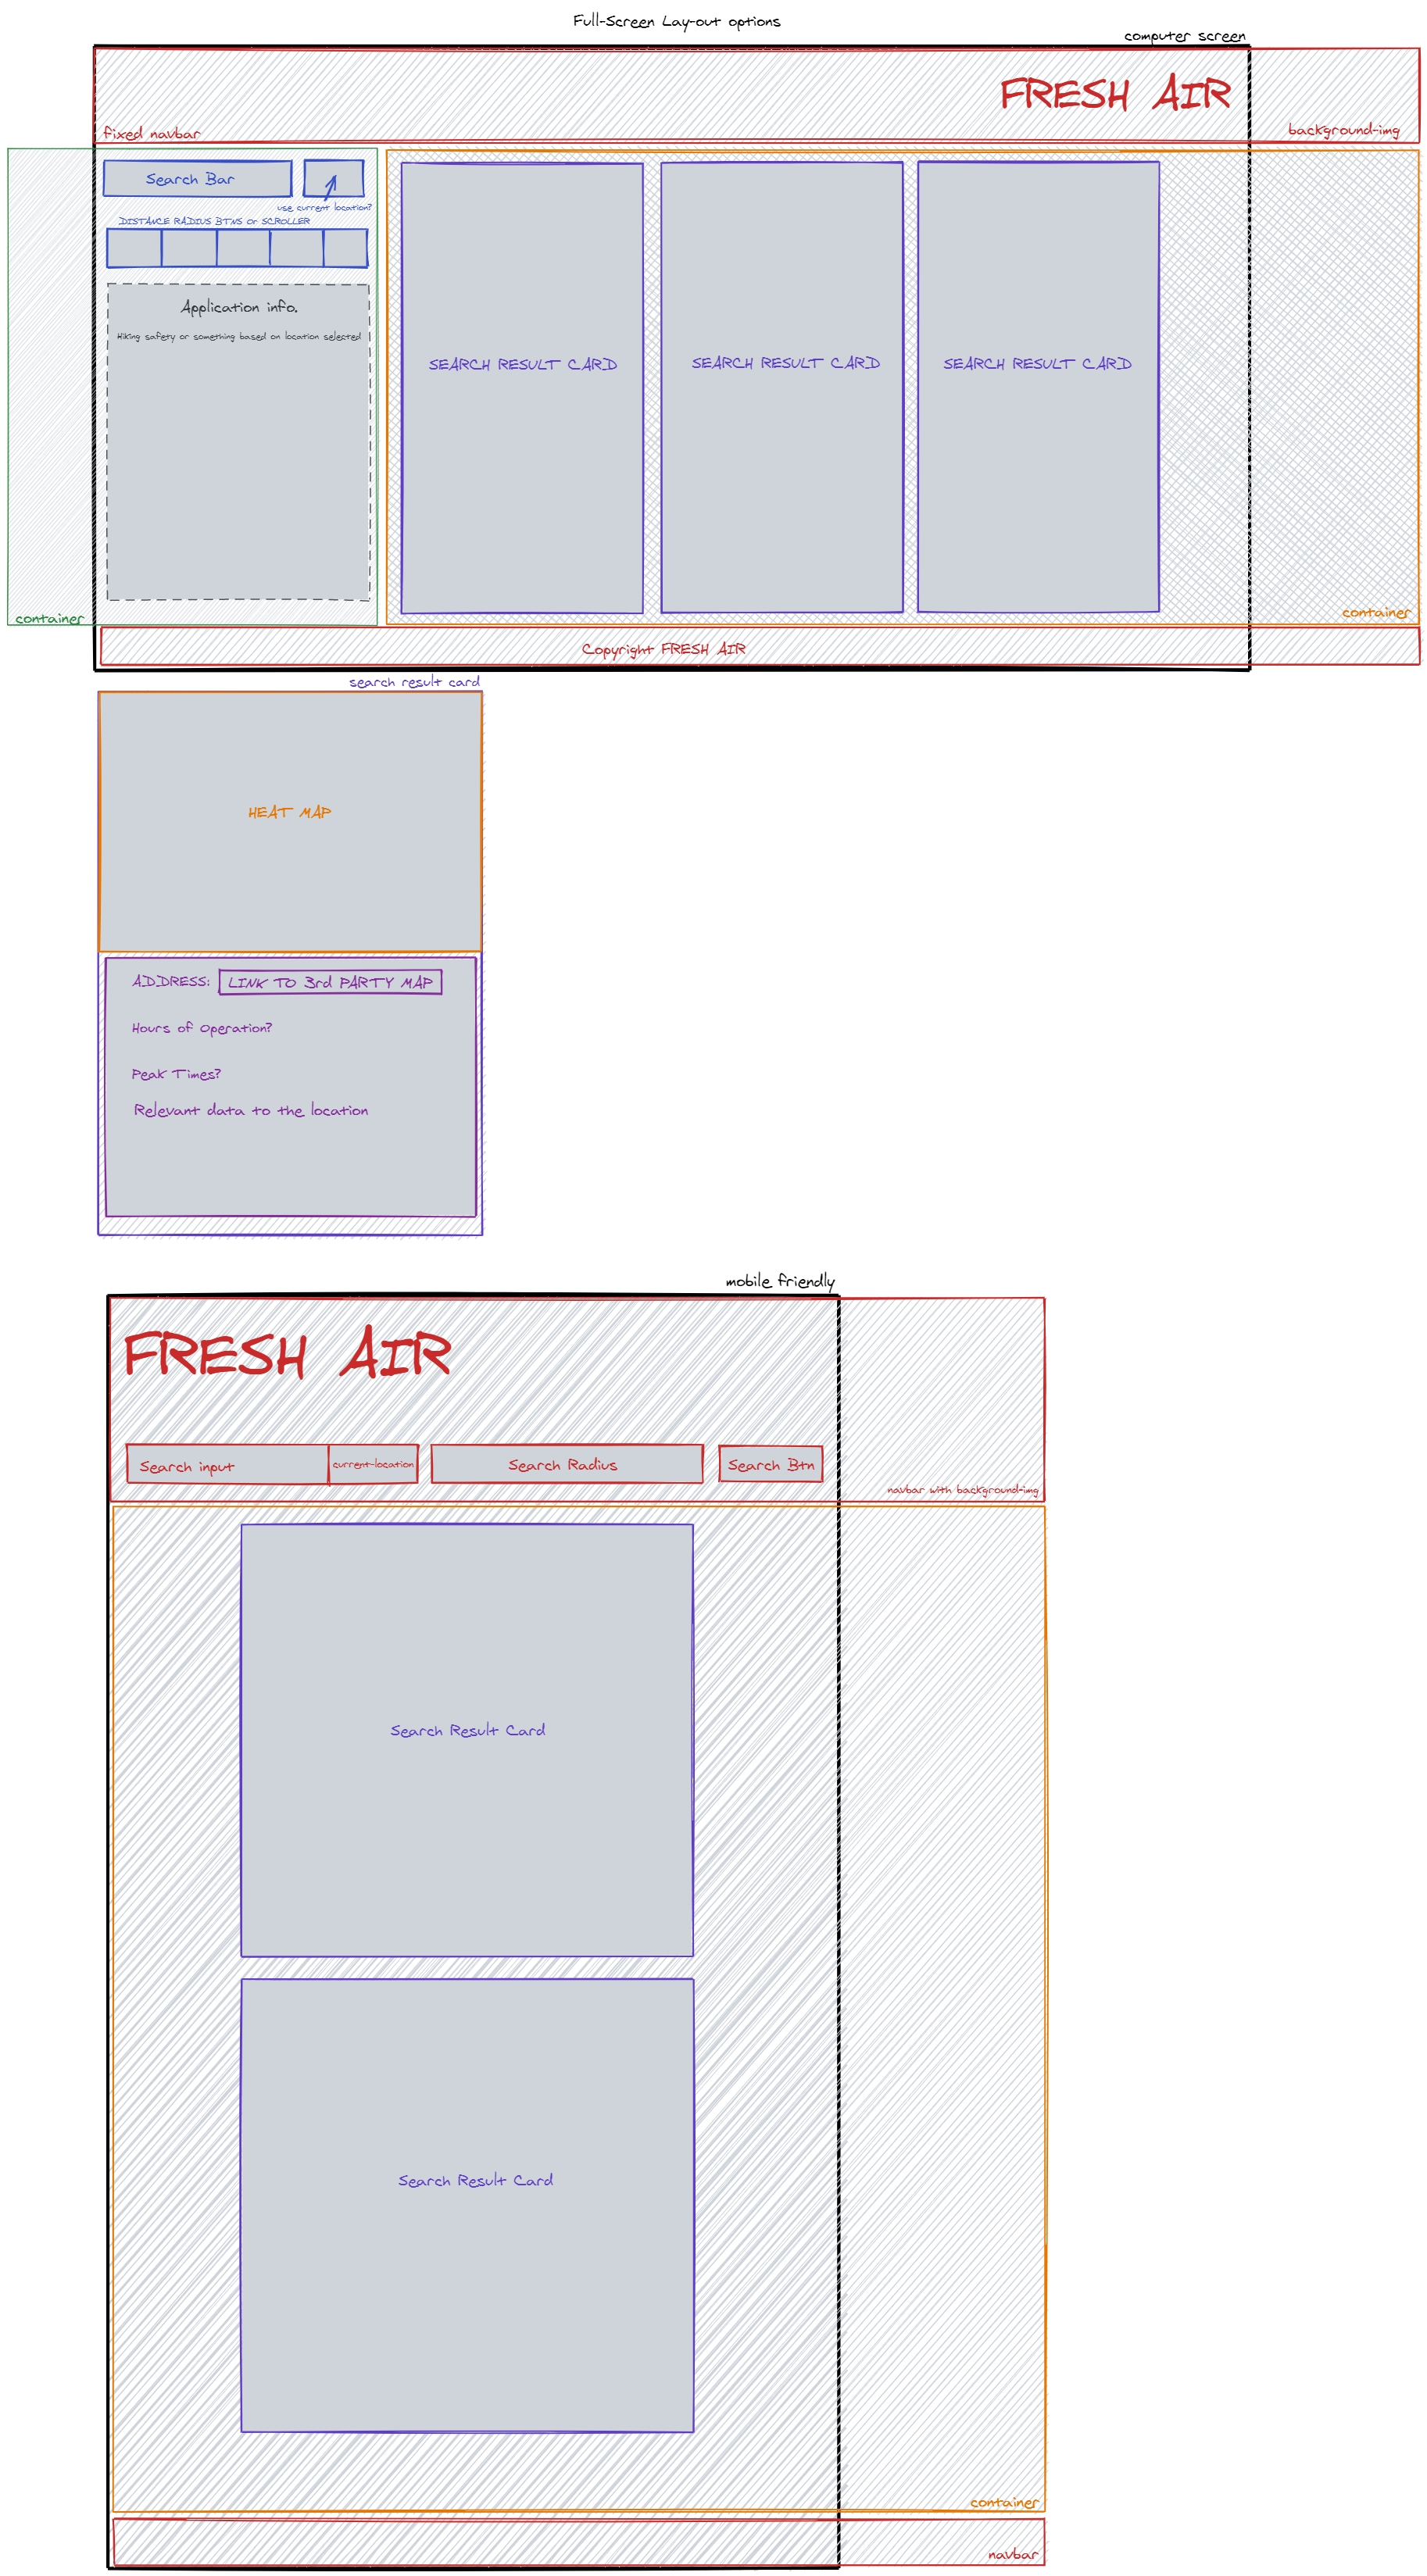 Full-Screen Lay-out options
computer screen
FRESH AIR
fixed navbar
background-img
Search Bar
use current location?
DISTANCE RADIUS BTNS or SCROLLER
Application info.
Hiking safety or something based on location selected
SEARCH RESULT CARD
SEARCH RESULT CARD
SEARCH RESULT CARD
container
container
Copyright FRESH AIR
search result card
HEAT MAP
ADDRESS: LINK TO 3rd PARTY MAP
Hours of Operation?
Peak Times?
Relevant data to the location
mobile friendly
FRESH AIR
Search input
current-location
Search Radius
Search Btn
navbar with background-img
Search Result Card
Search Result Card
container
navbar